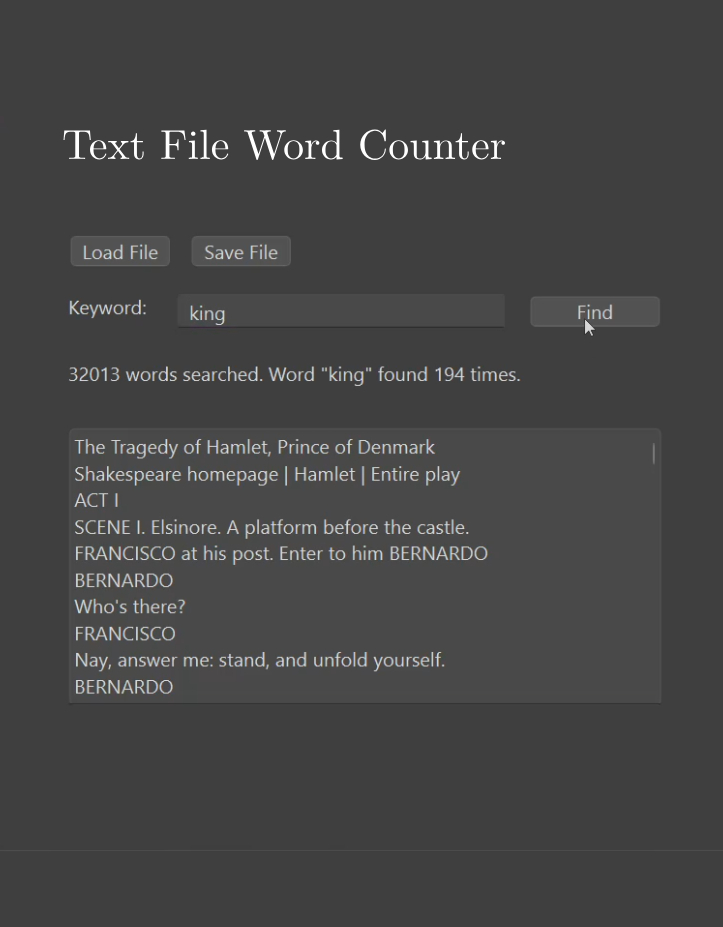 Text File Word Counter
Load File Save File
Keyword: king Find
32013 words searched. Word "king" found 194 times.
The Tragedy of Hamlet, Prince of Denmark
Shakespeare homepage | Hamlet | Entire play
ACT I
SCENE I. Elsinore. A platform before the castle.
FRANCISCO at his post. Enter to him BERNARDO
BERNARDO
Who's there?
FRANCISCO
Nay, answer me: stand, and unfold yourself.
BERNARDO